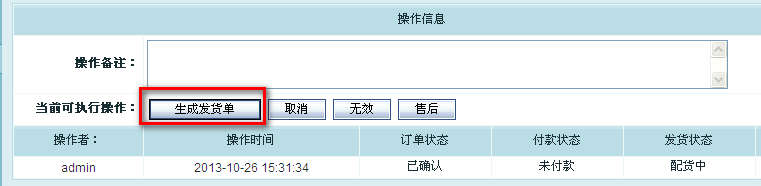 操作信息
操作备注：
当前可执行操作： 生成发货单 取消 无效 售后
操作者： 操作时间 订单状态 付款状态 发货状态
admin 2013-10-26 15:31:34 已确认 未付款 配货中